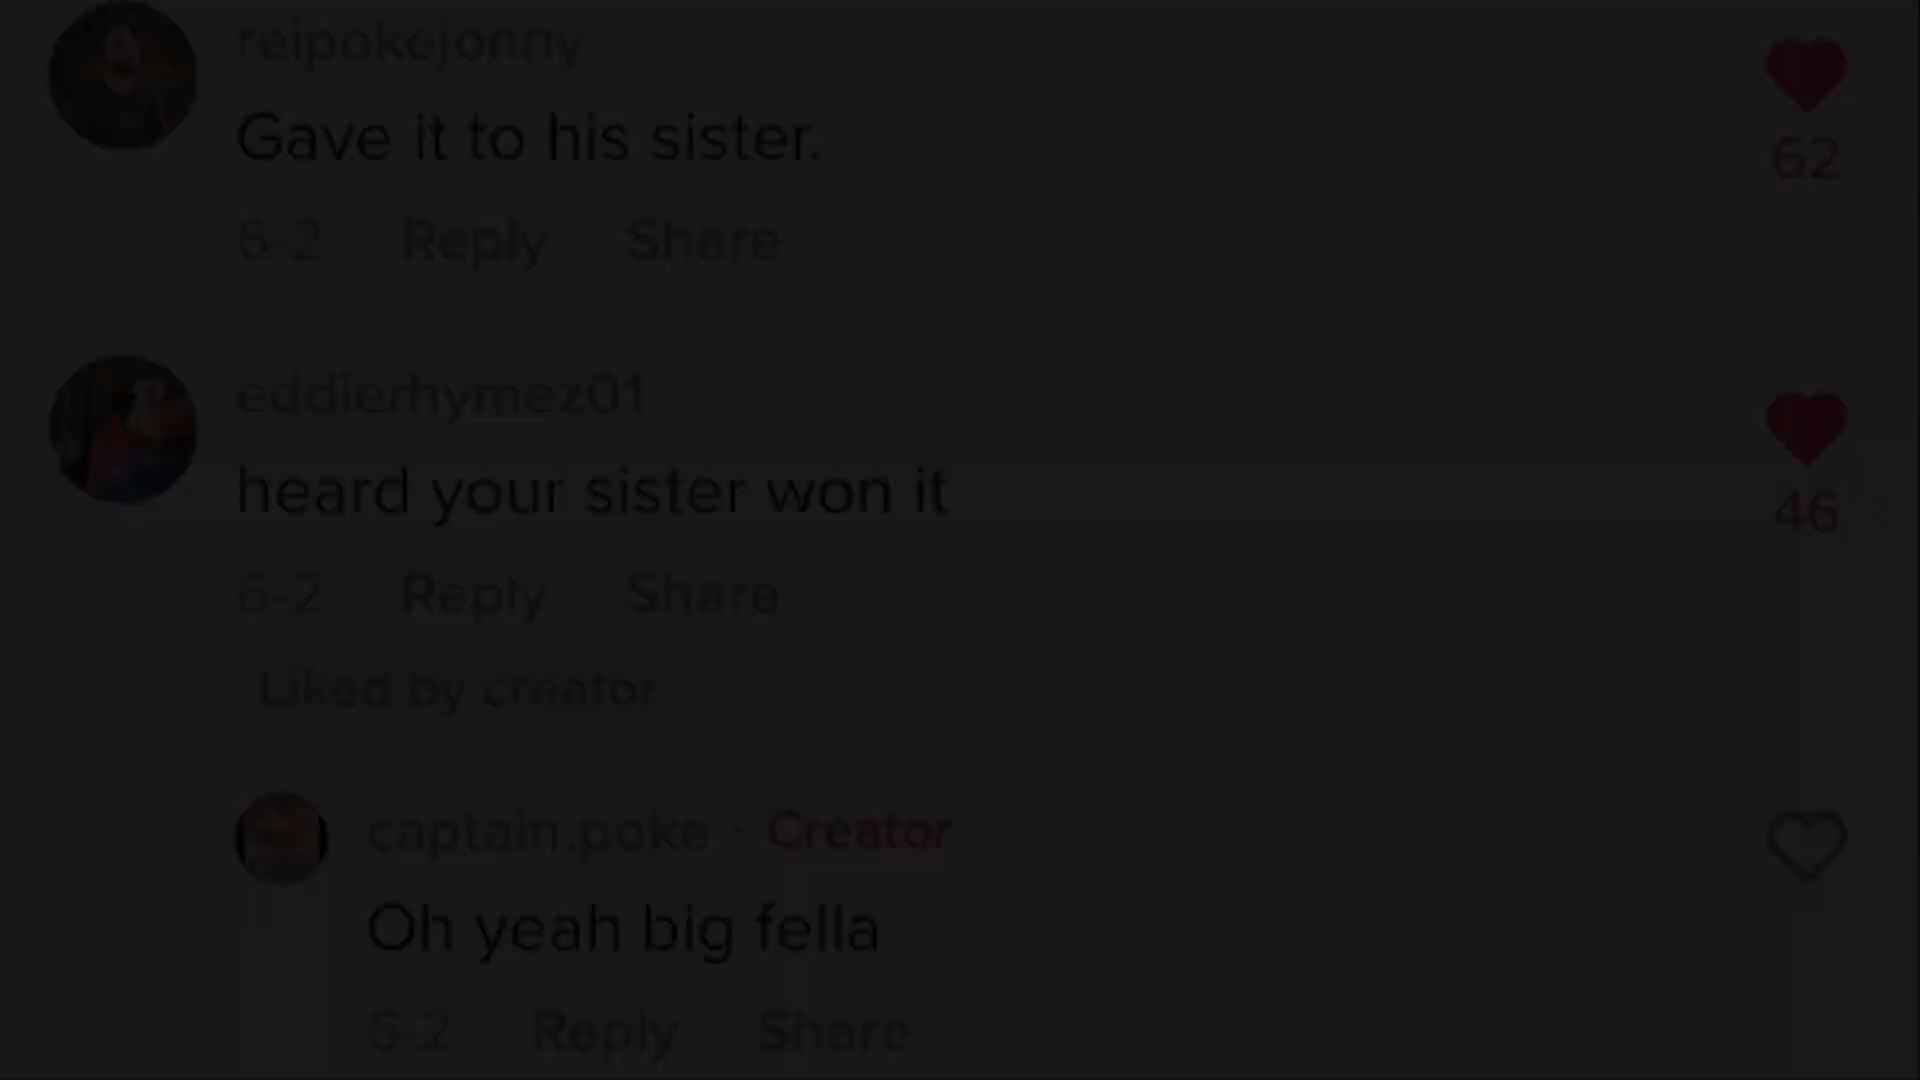 reipokejonny
Gave it to his sister.
62
6-2 Reply Share
eddierhymez01
heard your sister won it
46
6-2 Reply Share
Liked by creator
captain.poke · Creator
Oh yeah big fella
6-2 Reply Share